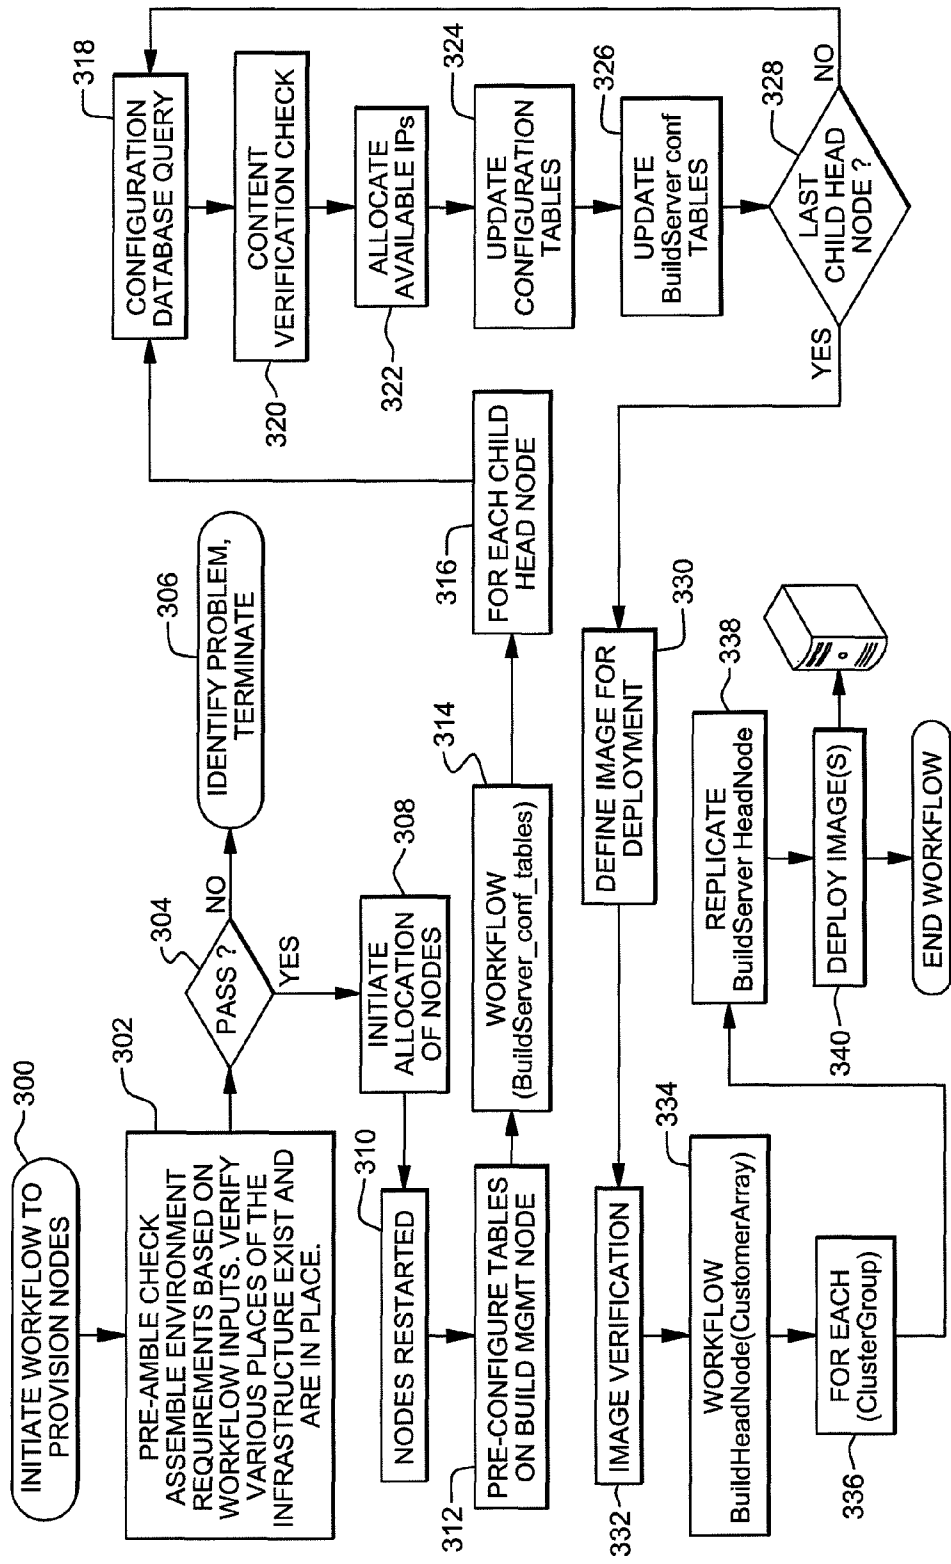 300
INITIATE WORKFLOW TO
PROVISION NODES
302
PRE-AMBLE CHECK
ASSEMBLE ENVIRONMENT
REQUIREMENTS BASED ON
WORKFLOW INPUTS. VERIFY
VARIOUS PLACES OF THE
INFRASTRUCTURE EXIST AND
ARE IN PLACE.
304
PASS ?
NO
YES
306
IDENTIFY PROBLEM,
TERMINATE
308
INITIATE
ALLOCATION
OF NODES
310
NODES RESTARTED
312
PRE-CONFIGURE TABLES
ON BUILD MGMT NODE
314
WORKFLOW
(BuildServer_conf_tables)
316
FOR EACH CHILD
HEAD NODE
318
CONFIGURATION
DATABASE QUERY
320
CONTENT
VERIFICATION CHECK
322
ALLOCATE
AVAILABLE IPs
324
UPDATE
CONFIGURATION
TABLES
326
UPDATE
BuildServer conf
TABLES
328
LAST
CHILD HEAD
NODE ?
NO
YES
330
DEFINE IMAGE FOR
DEPLOYMENT
332
IMAGE VERIFICATION
334
WORKFLOW
BuildHeadNode(CustomerArray)
336
FOR EACH
(ClusterGroup)
338
REPLICATE
BuildServer HeadNode
340
DEPLOY IMAGE(S)
END WORKFLOW